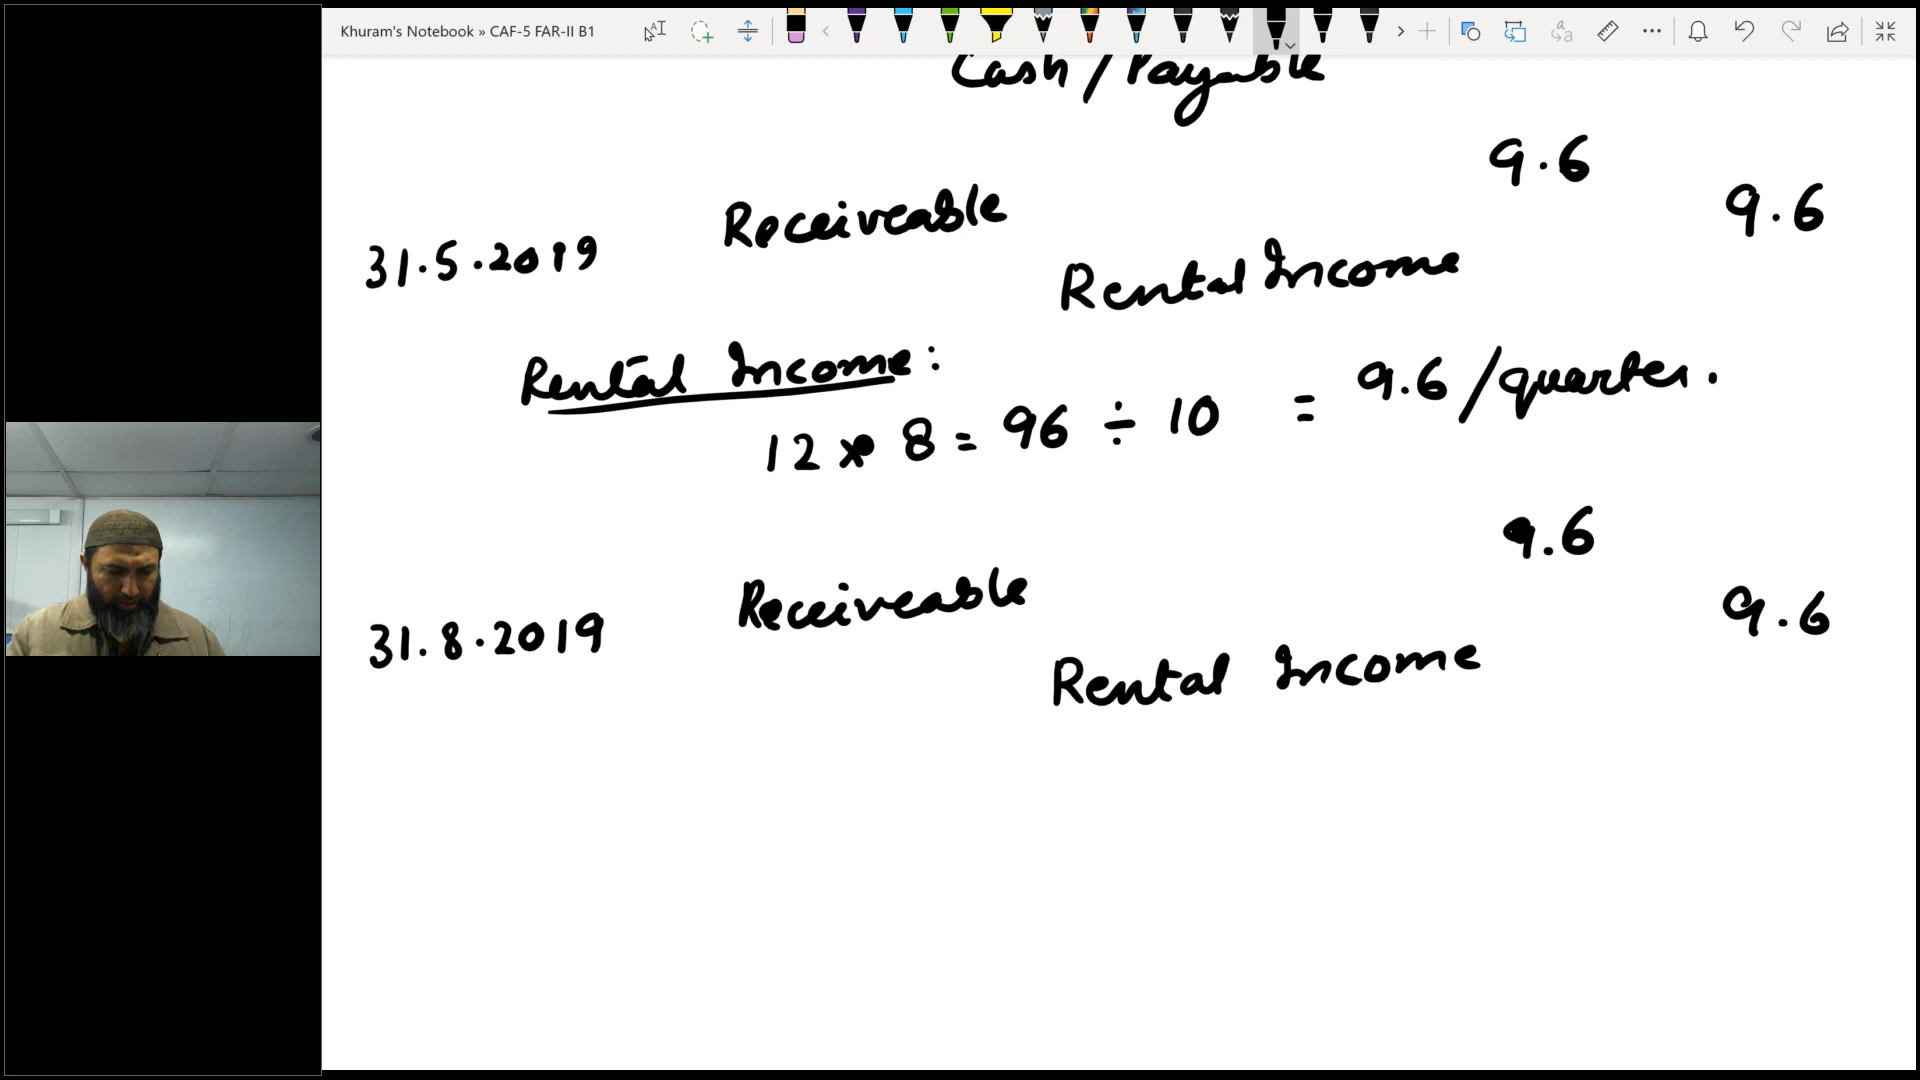 Khuram's Notebook » CAF-5 FAR-II B1
Cash / Payable
31.5.2019 Receiveable 9.6
Rental Income 9.6
Rental Income:
12 × 8 = 96 ÷ 10 = 9.6 / quarter.
31.8.2019 Receiveable 9.6
Rental Income 9.6